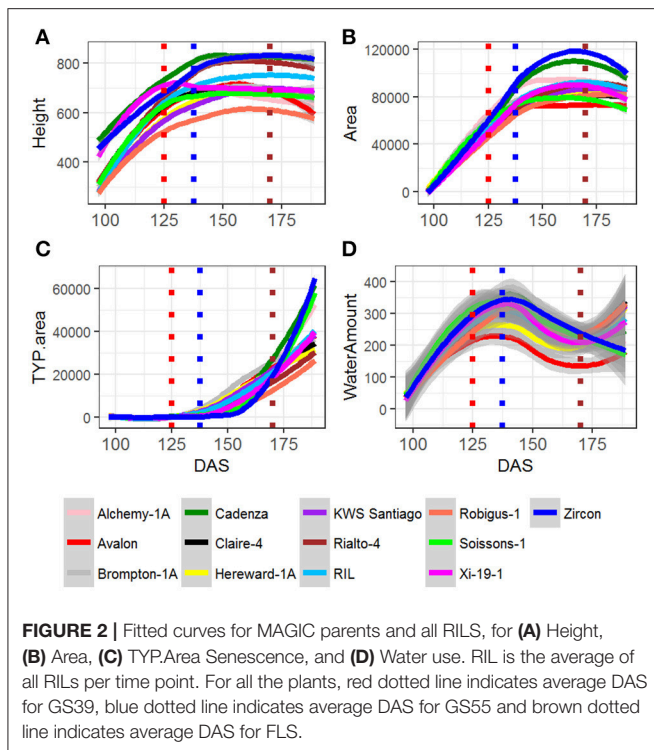 A
Height
800
600
400
100
125
150
175
B
Area
120000
80000
40000
0
100
125
150
175
C
TYP.area
60000
40000
20000
0
100
125
150
175
DAS
D
WaterAmount
400
300
200
100
0
100
125
150
175
DAS
Alchemy-1A
Cadenza
KWS Santiago
Robigus-1
Zircon
Avalon
Claire-4
Rialto-4
Soissons-1
Brompton-1A
Hereward-1A
RIL
Xi-19-1
FIGURE 2 | Fitted curves for MAGIC parents and all RILS, for (A) Height,
(B) Area, (C) TYP.Area Senescence, and (D) Water use. RIL is the average of
all RILs per time point. For all the plants, red dotted line indicates average DAS
for GS39, blue dotted line indicates average DAS for GS55 and brown dotted
line indicates average DAS for FLS.